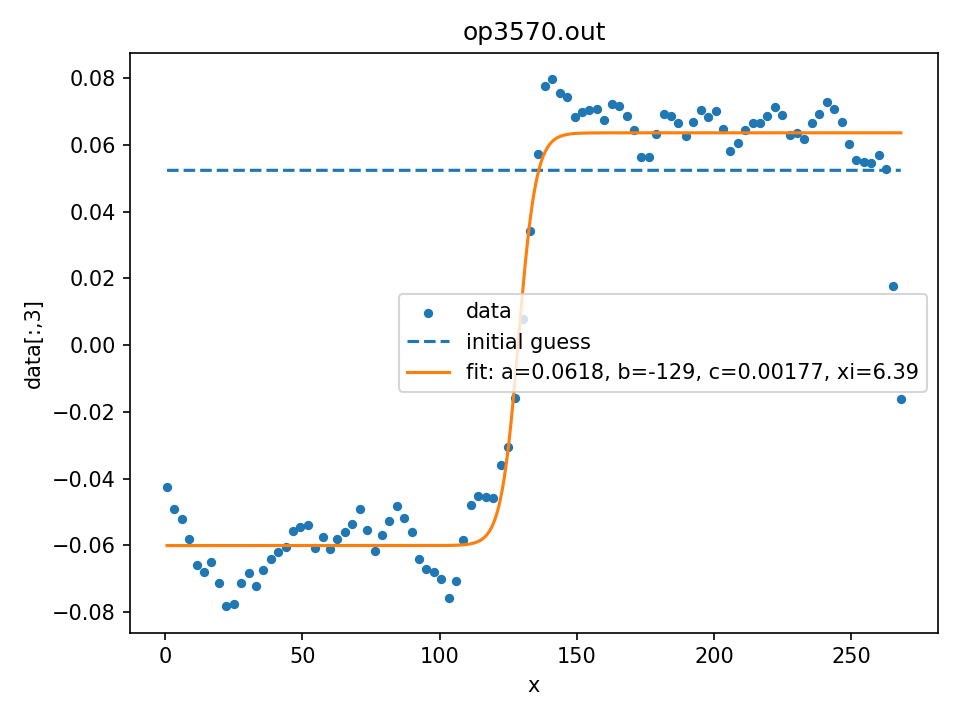 op3570.out
0.08
0.06
0.04
0.02
0.00
−0.02
−0.04
−0.06
−0.08
data[:,3]
data
initial guess
fit: a=0.0618, b=-129, c=0.00177, xi=6.39
0 50 100 150 200 250
x